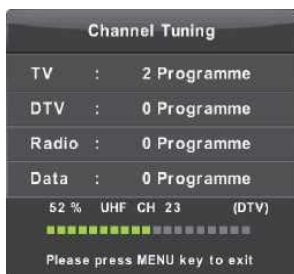 Channel Tuning
TV : 2 Programme
DTV : 0 Programme
Radio : 0 Programme
Data : 0 Programme
52 % UHF CH 23 (DTV)
Please press MENU key to exit